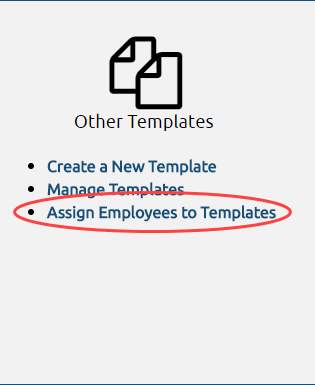 Other Templates
Create a New Template
Manage Templates
Assign Employees to Templates